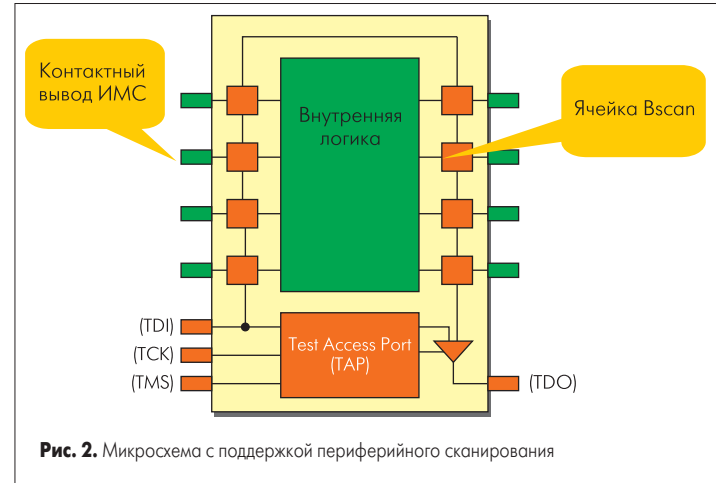 Контактный
вывод ИМС
Внутренняя
логика
Ячейка Bscan
(TDI)
(TCK)
(TMS)
Test Access Port
(TAP)
(TDO)
Рис. 2. Микросхема с поддержкой периферийного сканирования